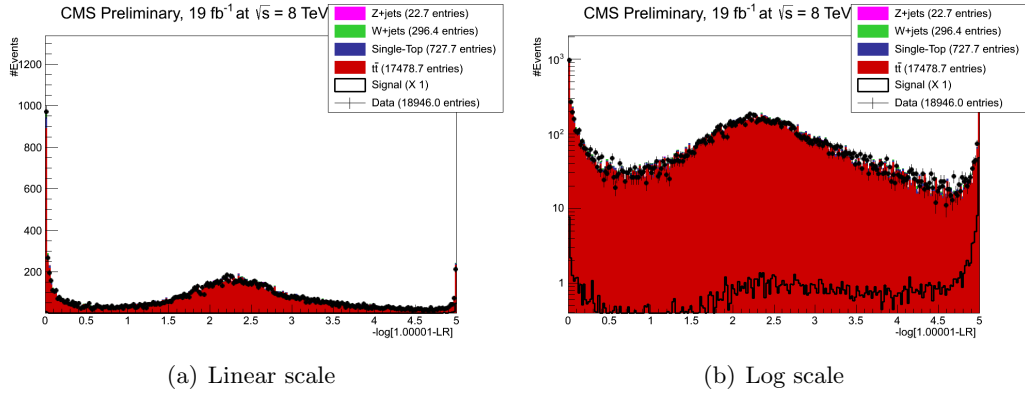 CMS Preliminary, 19 fb⁻¹ at √s = 8 TeV
Z+jets (22.7 entries)
W+jets (296.4 entries)
Single-Top (727.7 entries)
tt̄ (17478.7 entries)
Signal (X 1)
Data (18946.0 entries)
#Events
1200
1000
800
600
400
200
0 0.5 1 1.5 2 2.5 3 3.5 4 4.5 5
-log[1.00001-LR]
(a) Linear scale
CMS Preliminary, 19 fb⁻¹ at √s = 8 TeV
Z+jets (22.7 entries)
W+jets (296.4 entries)
Single-Top (727.7 entries)
tt̄ (17478.7 entries)
Signal (X 1)
Data (18946.0 entries)
#Events
10³
10²
10
1
0 0.5 1 1.5 2 2.5 3 3.5 4 4.5 5
-log[1.00001-LR]
(b) Log scale